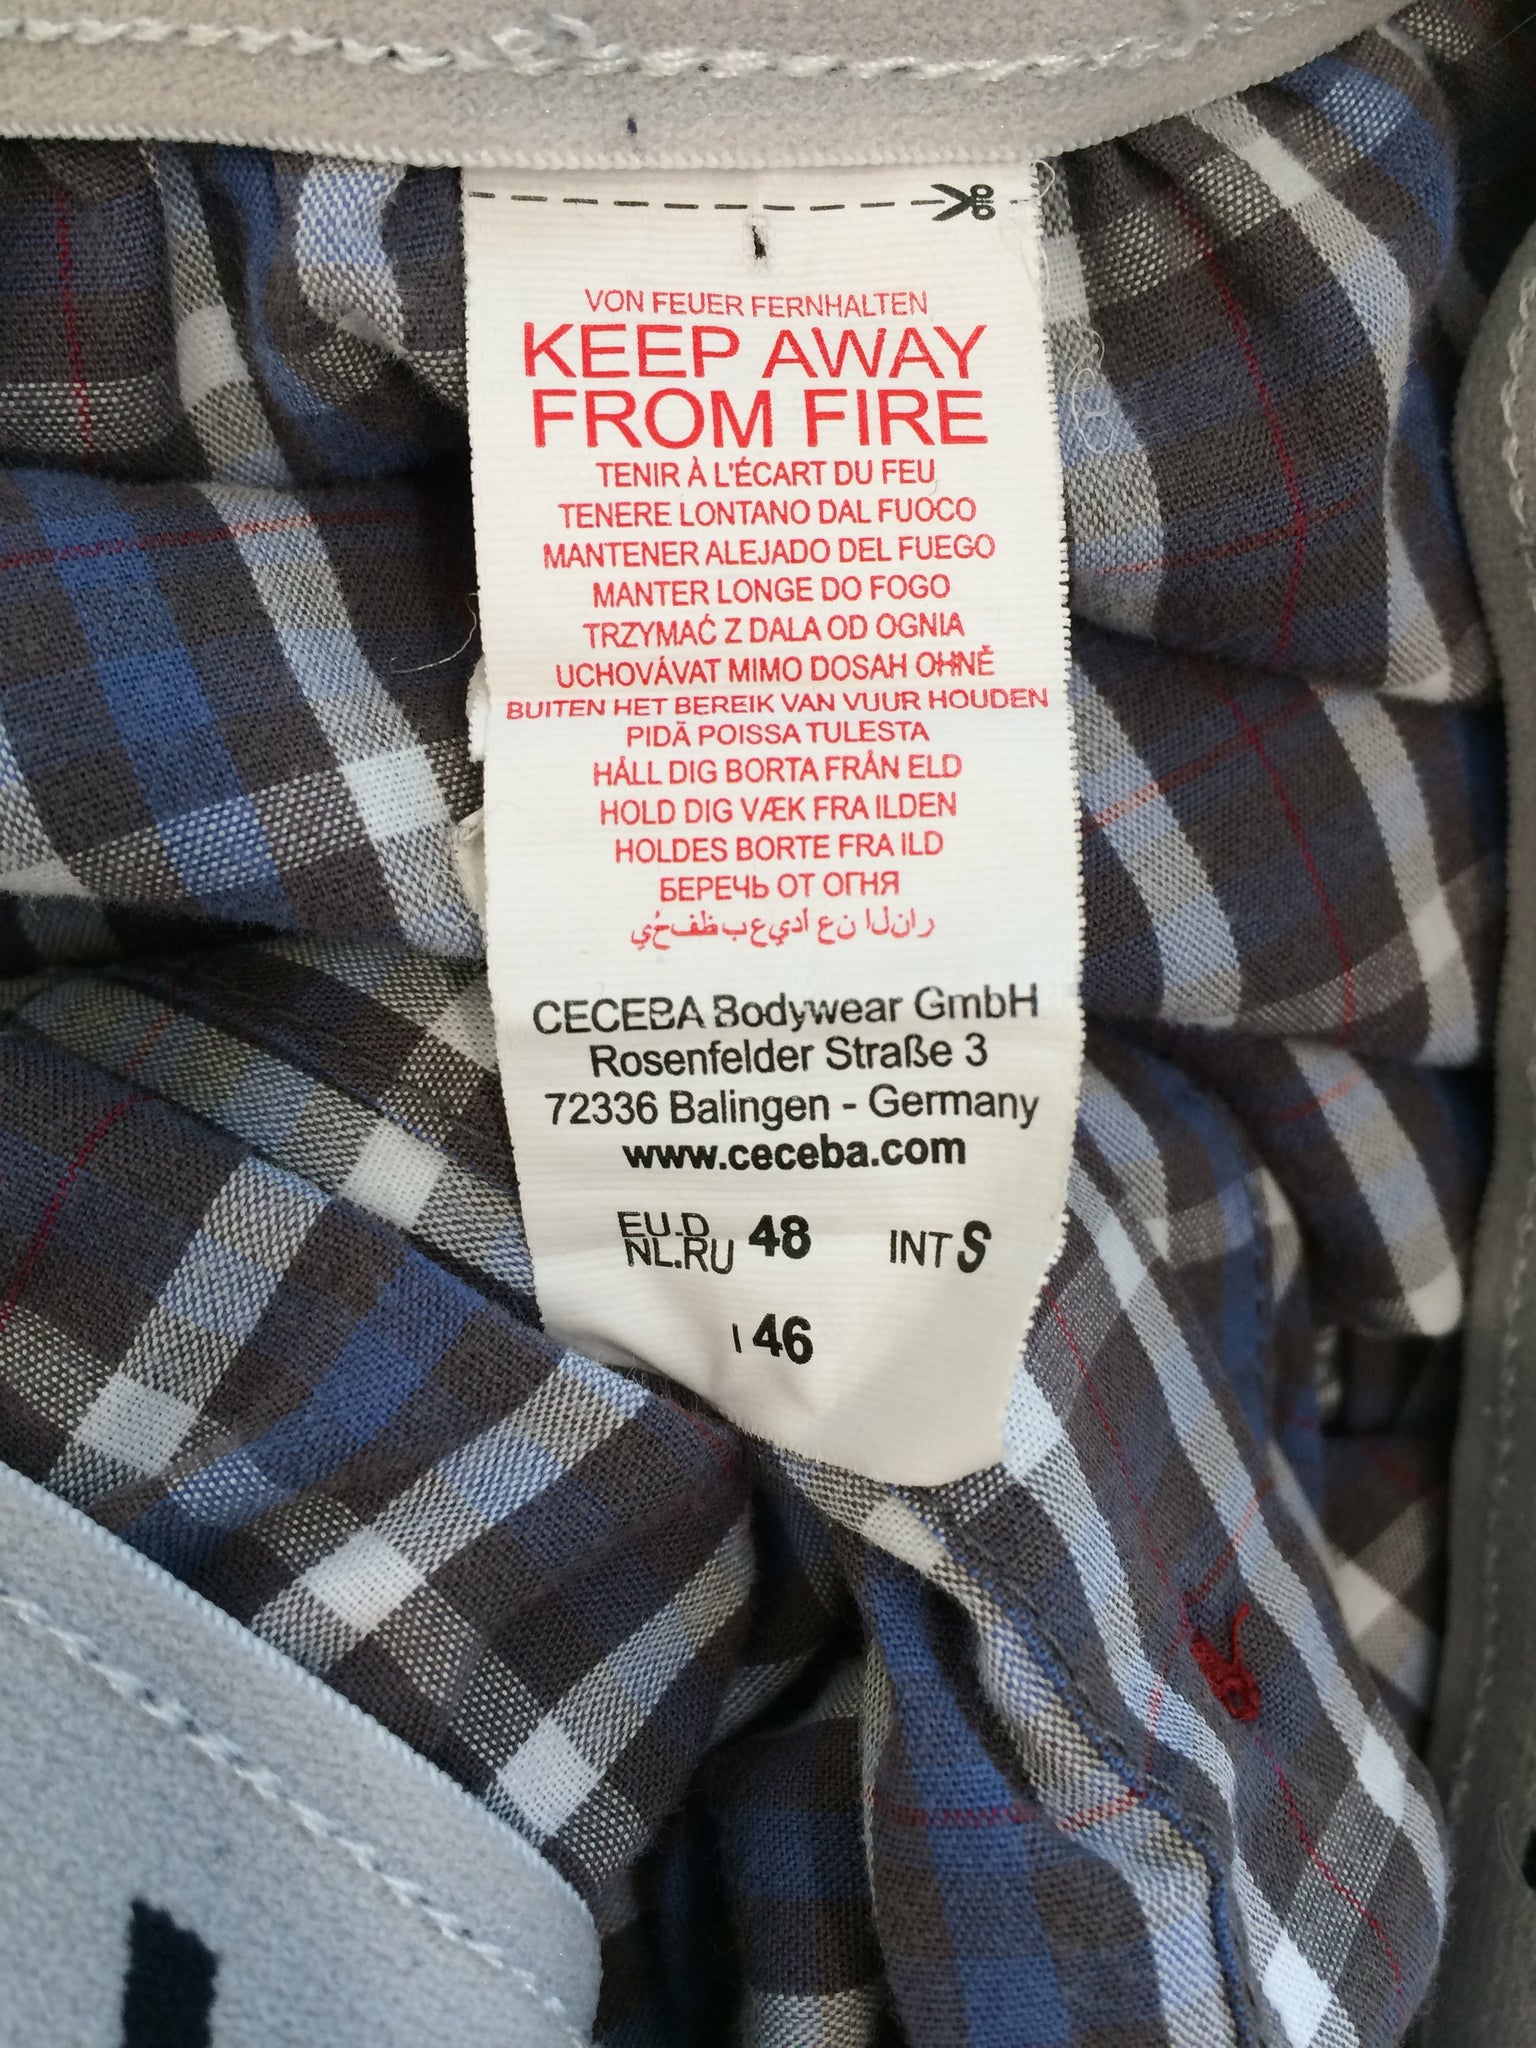 VON FEUER FERNHALTEN
KEEP AWAY
FROM FIRE
TENIR À L'ÉCART DU FEU
TENERE LONTANO DAL FUOCO
MANTENER ALEJADO DEL FUEGO
MANTER LONGE DO FOGO
TRZYMAĆ Z DALA OD OGNIA
UCHOVÁVAT MIMO DOSAH OHNĚ
BUITEN HET BEREIK VAN VUUR HOUDEN
PIDÄ POISSA TULESTA
HÅLL DIG BORTA FRÅN ELD
HOLD DIG VÆK FRA ILDEN
HOLDES BORTE FRA ILD
БЕРЕЧЬ ОТ ОГНЯ
CECEBA Bodywear GmbH
Rosenfelder Straße 3
72336 Balingen - Germany
www.ceceba.com
EU.D
NL.RU 48 INT S
I 46